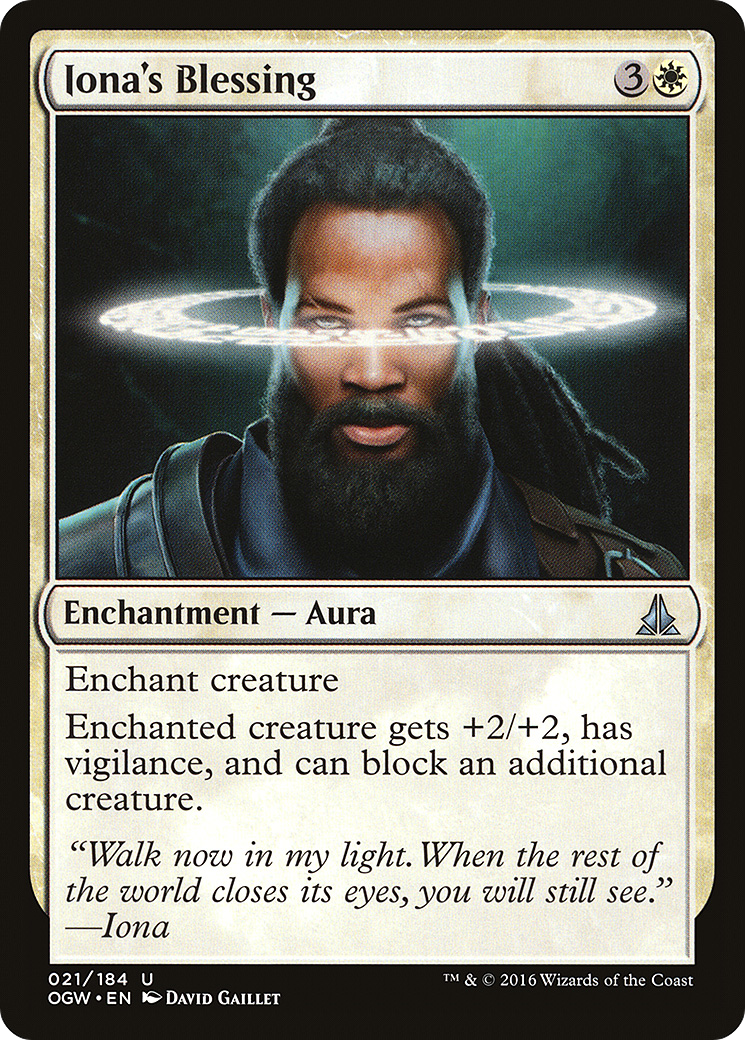 Iona's Blessing 3
Enchantment — Aura
Enchant creature
Enchanted creature gets +2/+2, has
vigilance, and can block an additional
creature.
“Walk now in my light. When the rest of
the world closes its eyes, you will still see.”
—Iona
021/184 U
OGW • EN David Gaillet
™ & © 2016 Wizards of the Coast